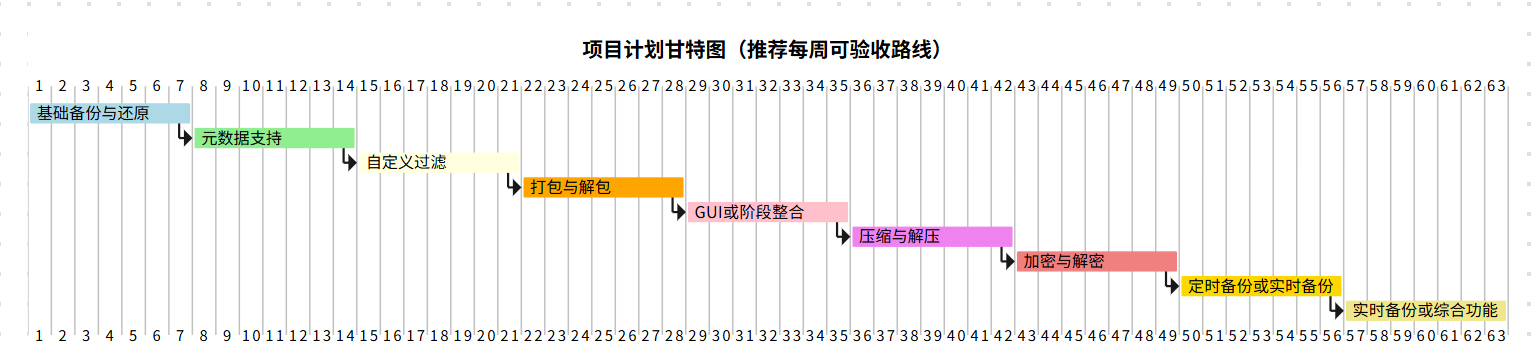 项目计划甘特图（推荐每周可验收路线）
1 2 3 4 5 6 7 8 9 10 11 12 13 14 15 16 17 18 19 20 21 22 23 24 25 26 27 28 29 30 31 32 33 34 35 36 37 38 39 40 41 42 43 44 45 46 47 48 49 50 51 52 53 54 55 56 57 58 59 60 61 62 63
基础备份与还原
元数据支持
自定义过滤
打包与解包
GUI或阶段整合
压缩与解压
加密与解密
定时备份或实时备份
实时备份或综合功能
1 2 3 4 5 6 7 8 9 10 11 12 13 14 15 16 17 18 19 20 21 22 23 24 25 26 27 28 29 30 31 32 33 34 35 36 37 38 39 40 41 42 43 44 45 46 47 48 49 50 51 52 53 54 55 56 57 58 59 60 61 62 63